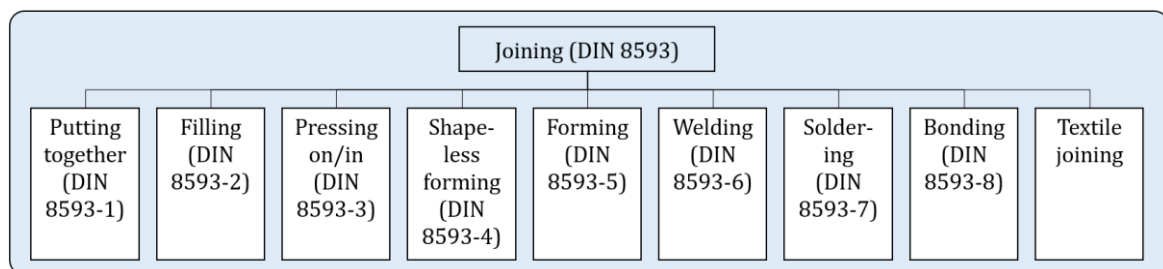 Joining (DIN 8593)
Putting
together
(DIN
8593-1)
Filling
(DIN
8593-2)
Pressing
on/in
(DIN
8593-3)
Shape-
less
forming
(DIN
8593-4)
Forming
(DIN
8593-5)
Welding
(DIN
8593-6)
Solder-
ing
(DIN
8593-7)
Bonding
(DIN
8593-8)
Textile
joining